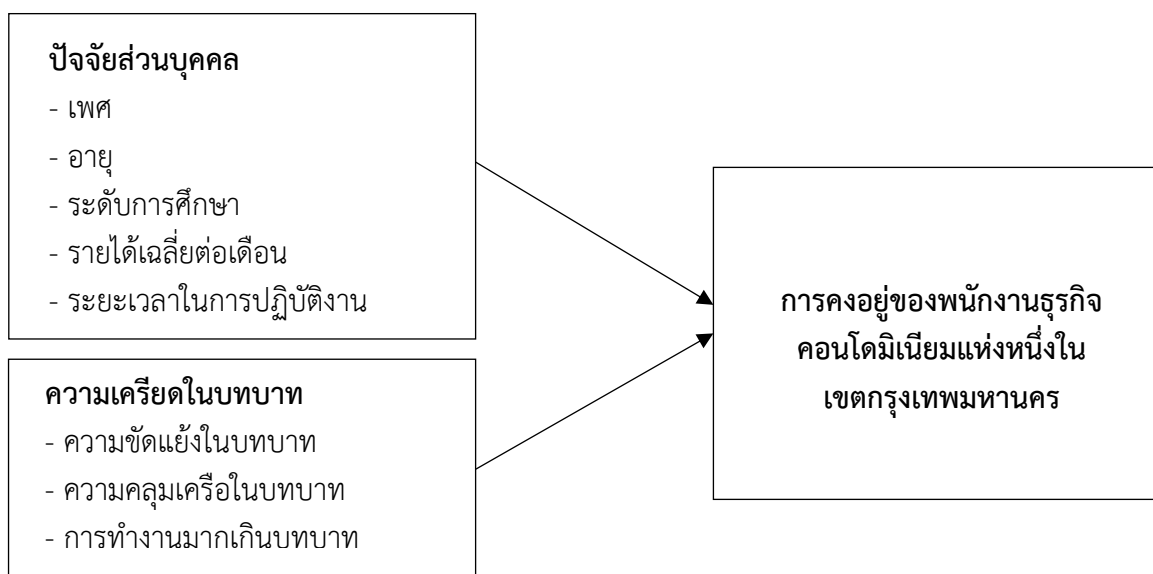 ปัจจัยส่วนบุคคล
- เพศ
- อายุ
- ระดับการศึกษา
- รายได้เฉลี่ยต่อเดือน
- ระยะเวลาในการปฏิบัติงาน
ความเครียดในบทบาท
- ความขัดแย้งในบทบาท
- ความคลุมเครือในบทบาท
- การทำงานมากเกินบทบาท
การคงอยู่ของพนักงานธุรกิจ
คอนโดมิเนียมแห่งหนึ่งใน
เขตกรุงเทพมหานคร